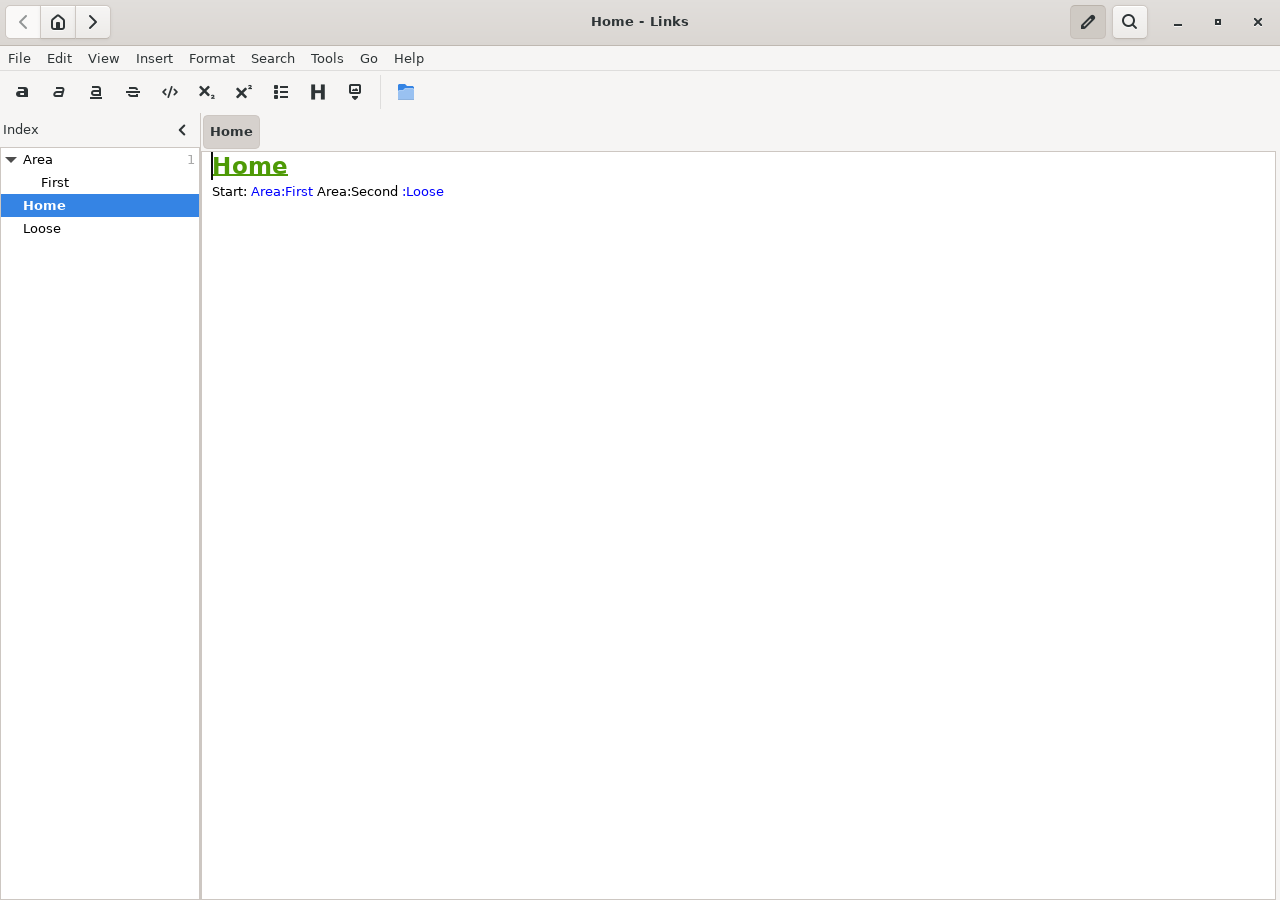 Home - Links
File Edit View Insert Format Search Tools Go Help
Index
Home
Area 1
First
Home
Loose
Home
Start: Area:First Area:Second :Loose